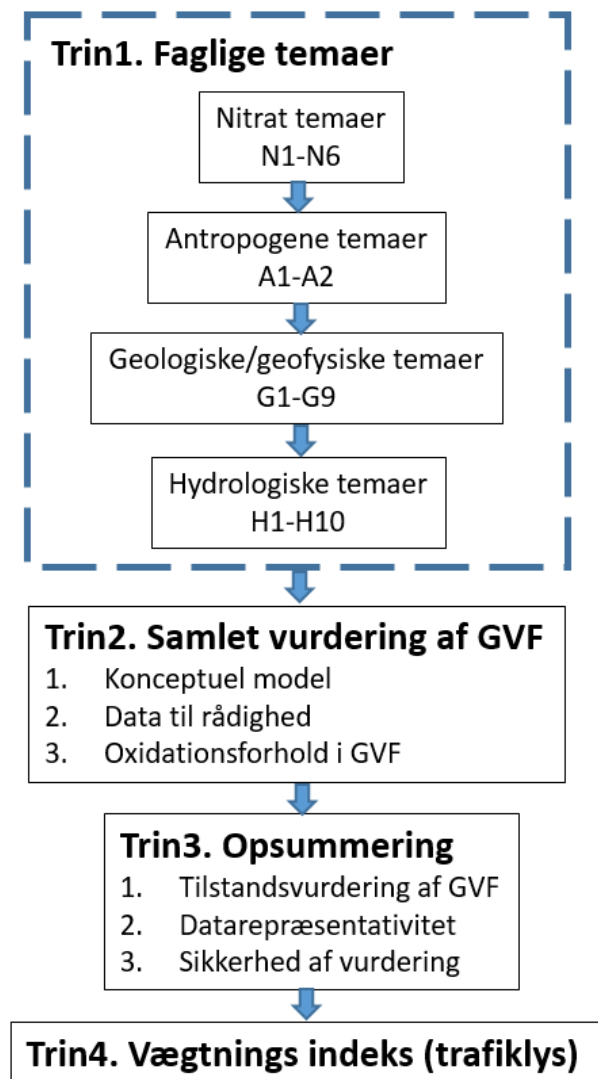 Trin1. Faglige temaer
Nitrat temaer
N1-N6
Antropogene temaer
A1-A2
Geologiske/geofysiske temaer
G1-G9
Hydrologiske temaer
H1-H10
Trin2. Samlet vurdering af GVF
1. Konceptuel model
2. Data til rådighed
3. Oxidationsforhold i GVF
Trin3. Opsummering
1. Tilstandsvurdering af GVF
2. Datarepræsentativitet
3. Sikkerhed af vurdering
Trin4. Vægtnings indeks (trafiklys)